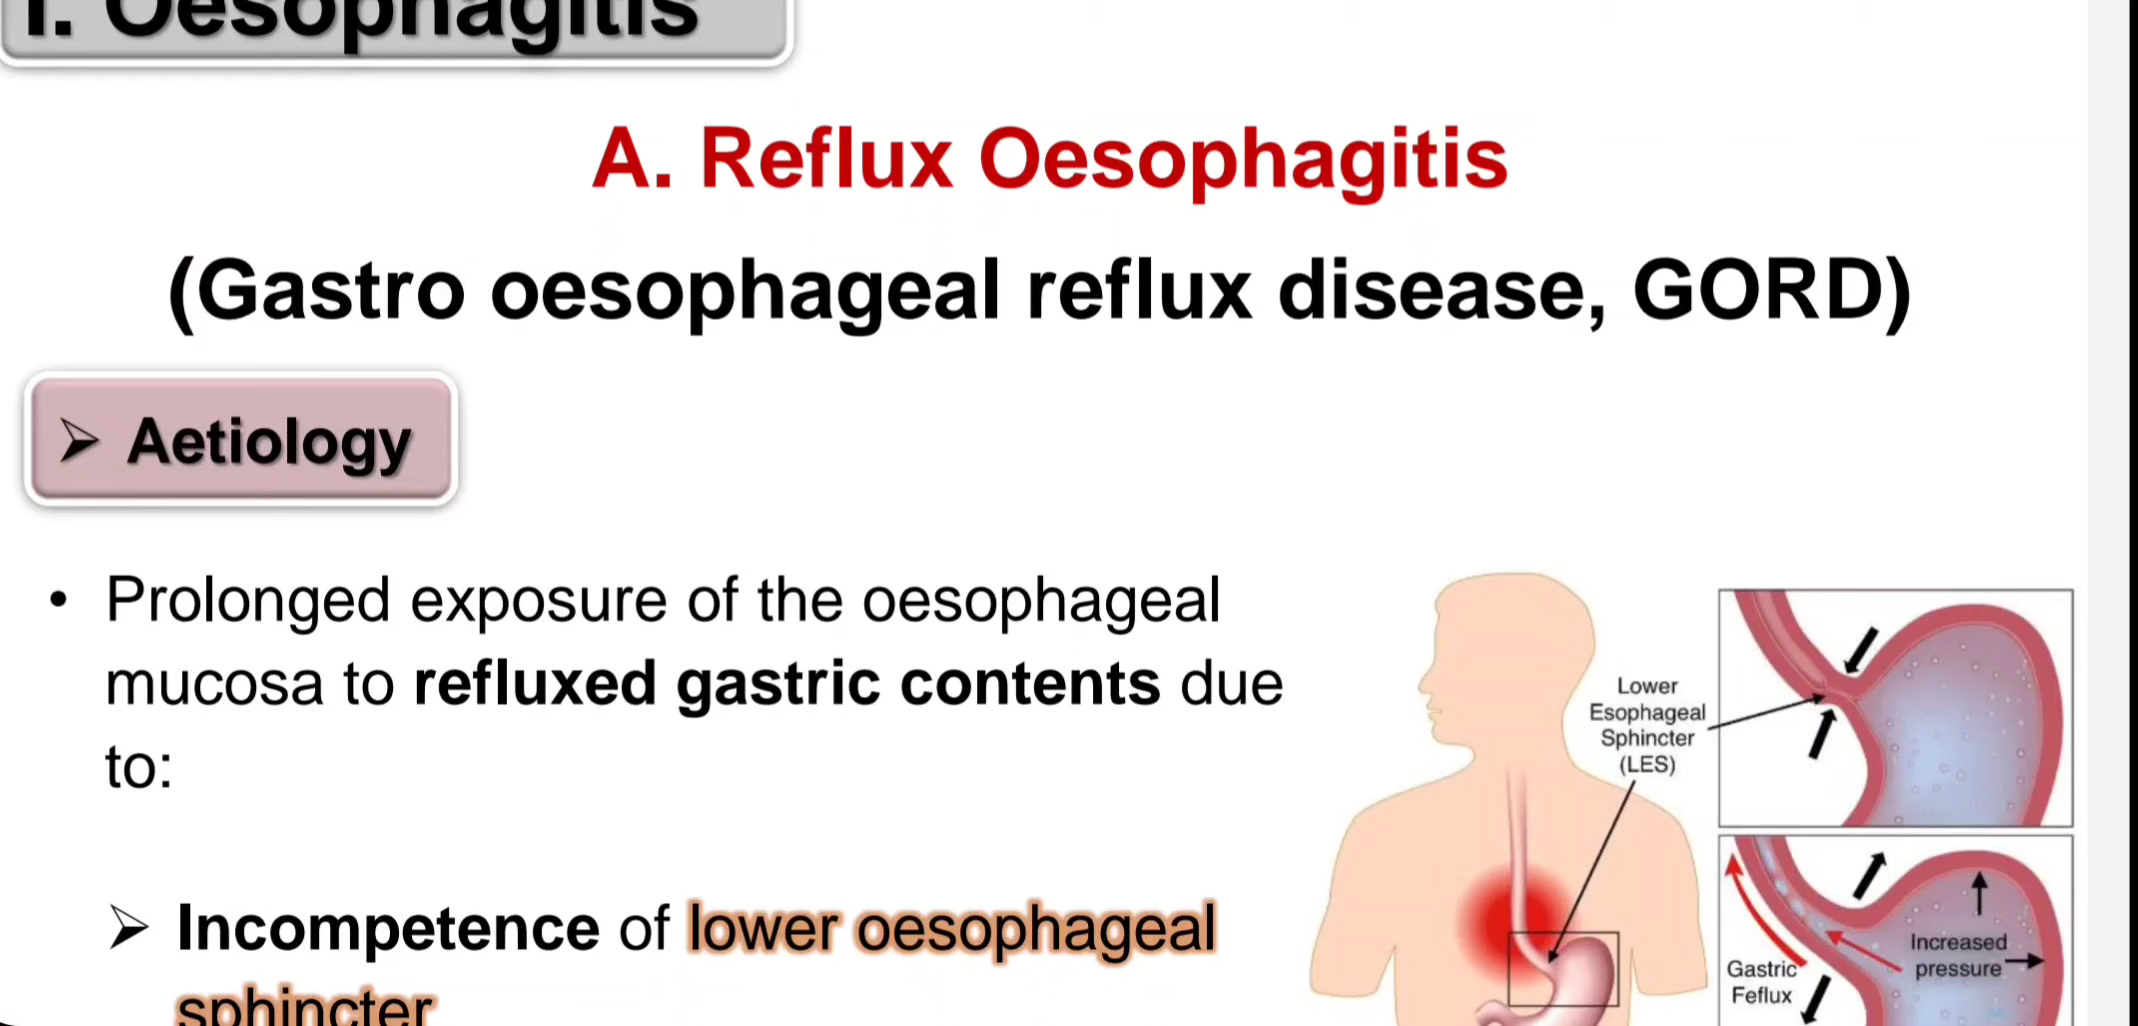 I. Oesophagitis
A. Reflux Oesophagitis
(Gastro oesophageal reflux disease, GORD)
➢ Aetiology
• Prolonged exposure of the oesophageal
mucosa to refluxed gastric contents due
to:
➢ Incompetence of lower oesophageal
sphincter
Lower
Esophageal
Sphincter
(LES)
Increased
pressure
Gastric
Feflux